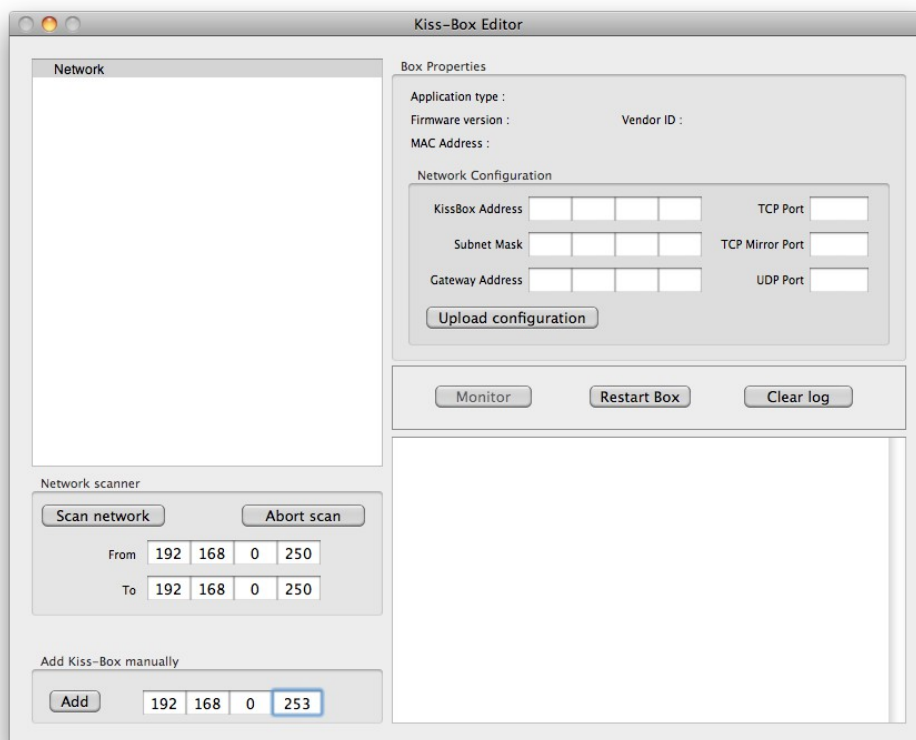 Kiss-Box Editor
Network
Box Properties
Application type :
Firmware version : Vendor ID :
MAC Address :
Network Configuration
KissBox Address TCP Port
Subnet Mask TCP Mirror Port
Gateway Address UDP Port
Upload configuration
Monitor Restart Box Clear log
Network scanner
Scan network Abort scan
From 192 168 0 250
To 192 168 0 250
Add Kiss-Box manually
Add 192 168 0 253